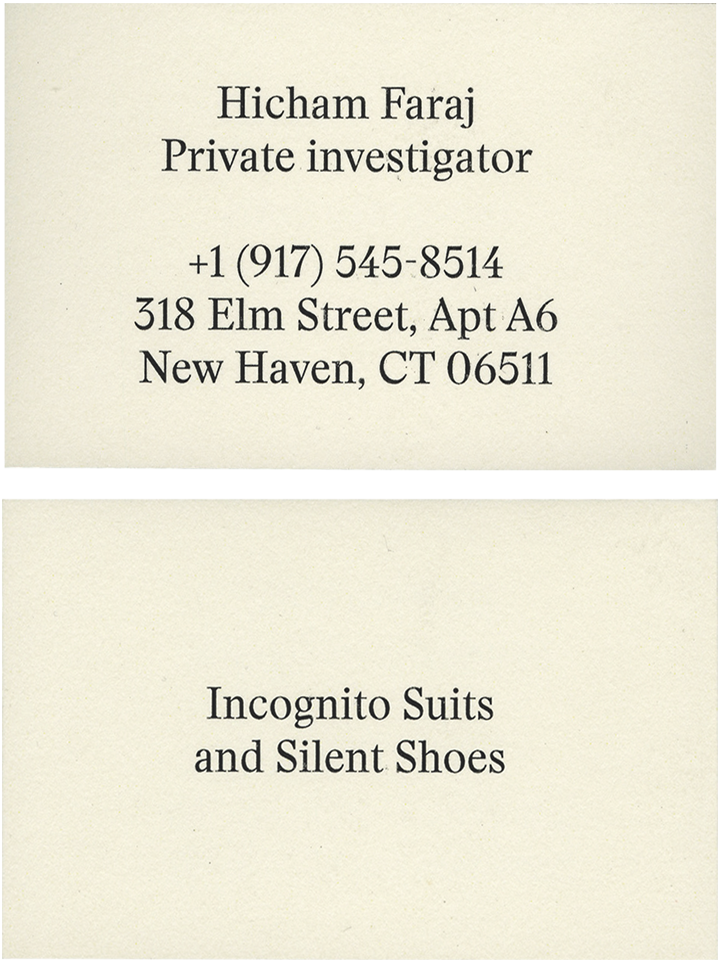 Hicham Faraj
Private investigator
+1 (917) 545-8514
318 Elm Street, Apt A6
New Haven, CT 06511
Incognito Suits
and Silent Shoes